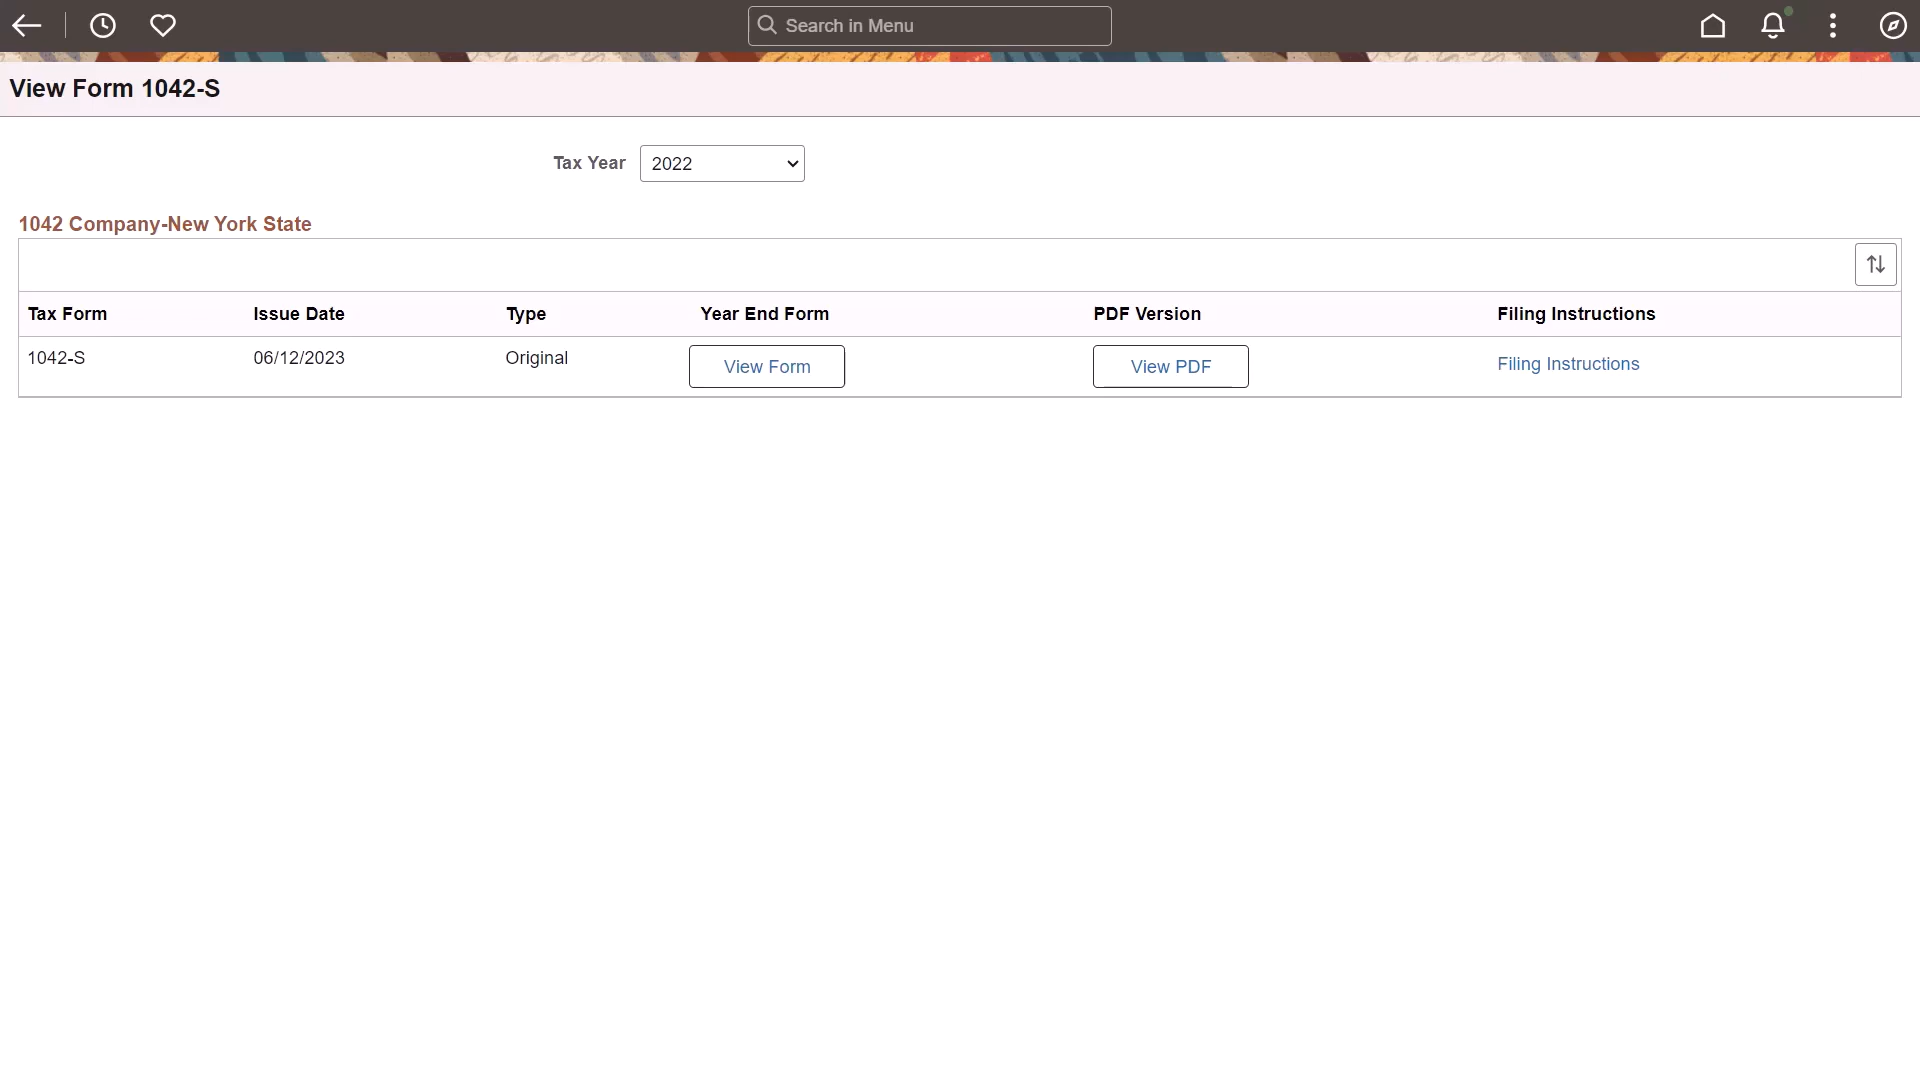 Search in Menu
View Form 1042-S
Tax Year 2022
1042 Company-New York State
Tax Form Issue Date Type Year End Form PDF Version Filing Instructions
1042-S 06/12/2023 Original View Form View PDF Filing Instructions